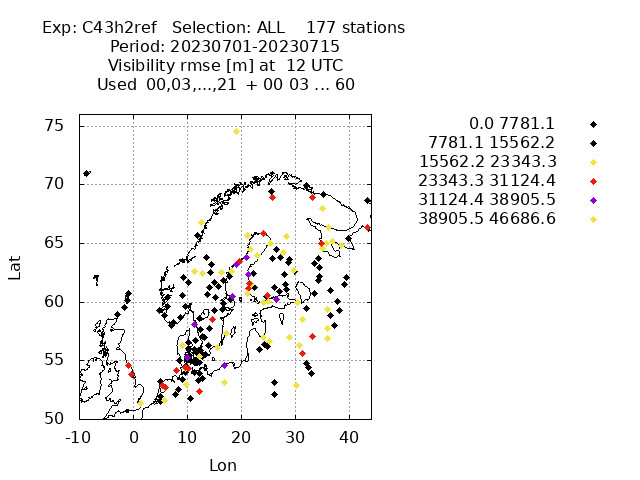 Exp: C43h2ref Selection: ALL 177 stations
Period: 20230701-20230715
Visibility rmse [m] at 12 UTC
Used 00,03,...,21 + 00 03 ... 60
75
70
65
60
55
50
-10 0 10 20 30 40
Lat
Lon
0.0 7781.1
7781.1 15562.2
15562.2 23343.3
23343.3 31124.4
31124.4 38905.5
38905.5 46686.6